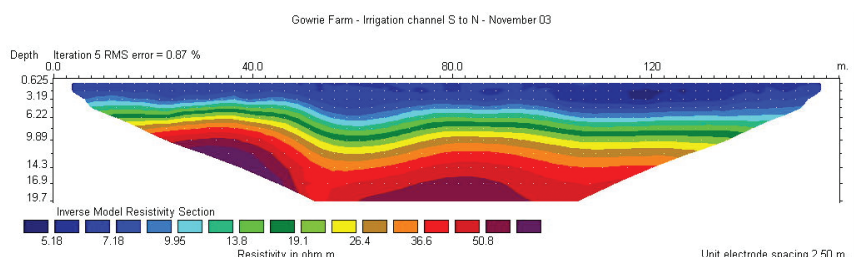 Gowrie Farm - Irrigation channel S to N - November 03
Depth Iteration 5 RMS error = 0.87 %
0.0 40.0 80.0 120 m.
0.625
3.19
6.22
9.89
14.3
16.9
19.7
Inverse Model Resistivity Section
5.18 7.18 9.95 13.8 19.1 26.4 36.6 50.8
Resistivity in ohm.m
Unit electrode spacing 2.50 m.